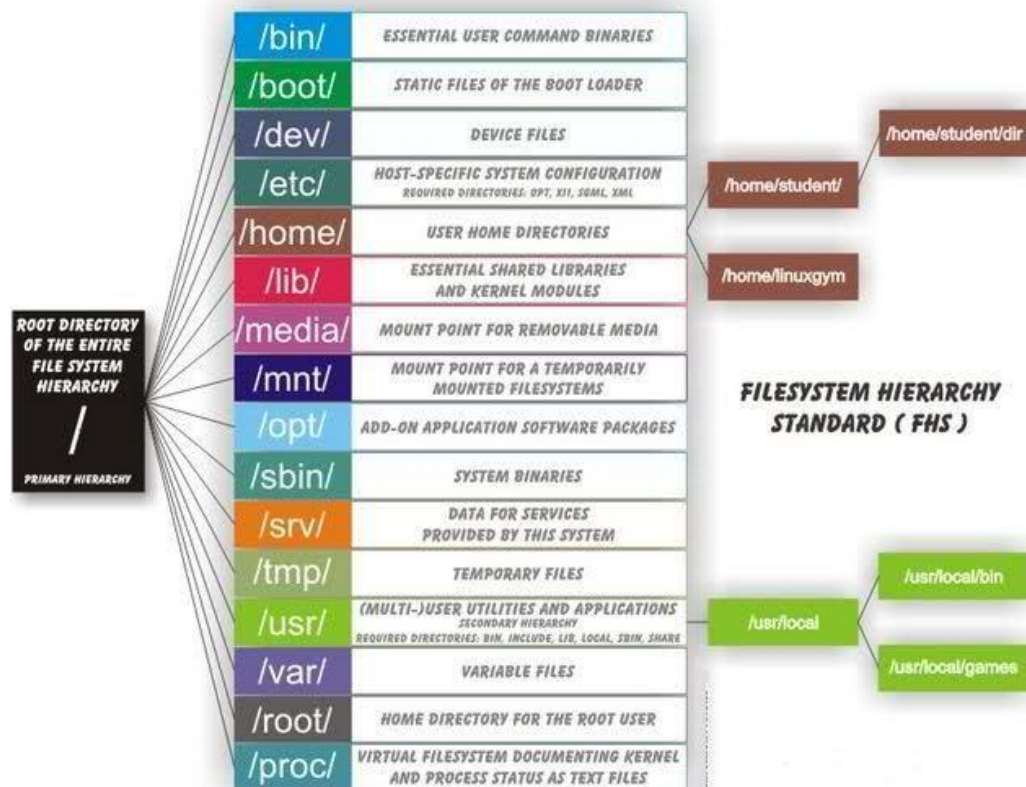 /bin/
ESSENTIAL USER COMMAND BINARIES
/boot/
STATIC FILES OF THE BOOT LOADER
/dev/
DEVICE FILES
/etc/
HOST-SPECIFIC SYSTEM CONFIGURATION
REQUIRED DIRECTORIES: OPT, XII, SGML, XML
/home/
USER HOME DIRECTORIES
/lib/
ESSENTIAL SHARED LIBRARIES
AND KERNEL MODULES
/media/
MOUNT POINT FOR REMOVABLE MEDIA
/mnt/
MOUNT POINT FOR A TEMPORARILY
MOUNTED FILESYSTEMS
/opt/
ADD-ON APPLICATION SOFTWARE PACKAGES
/sbin/
SYSTEM BINARIES
/srv/
DATA FOR SERVICES
PROVIDED BY THIS SYSTEM
/tmp/
TEMPORARY FILES
/usr/
(MULTI-)USER UTILITIES AND APPLICATIONS
SECONDARY HIERARCHY
REQUIRED DIRECTORIES: BIN, INCLUDE, LIB, LOCAL, SBIN, SHARE
/var/
VARIABLE FILES
/root/
HOME DIRECTORY FOR THE ROOT USER
/proc/
VIRTUAL FILESYSTEM DOCUMENTING KERNEL
AND PROCESS STATUS AS TEXT FILES
ROOT DIRECTORY
OF THE ENTIRE
FILE SYSTEM
HIERARCHY
/
PRIMARY HIERARCHY
/home/student/dir
/home/student/
/home/linuxgym
FILESYSTEM HIERARCHY
STANDARD ( FHS )
/usr/local/bin
/usr/local
/usr/local/games